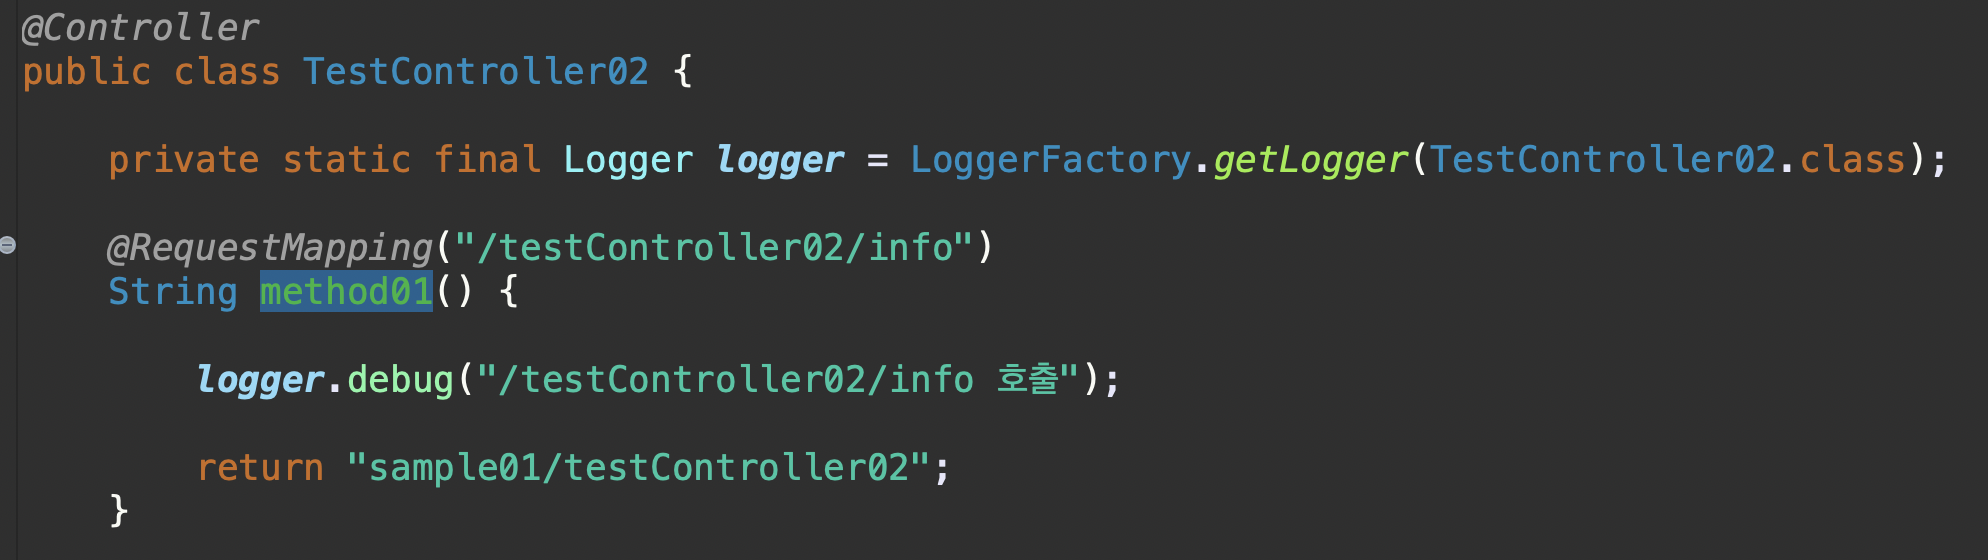 @Controller
public class TestController02 {
private static final Logger logger = LoggerFactory.getLogger(TestController02.class);
@RequestMapping("/testController02/info")
String method01() {
logger.debug("/testController02/info 호출");
return "sample01/testController02";
}